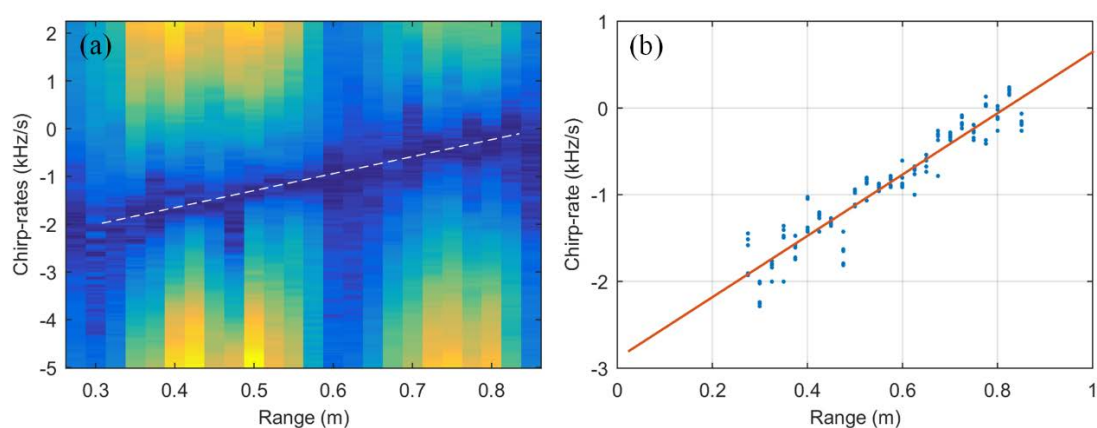 (a)
2
1
0
-1
-2
-3
-4
-5
Chirp-rates (kHz/s)
0.3 0.4 0.5 0.6 0.7 0.8
Range (m)
(b)
1
0
-1
-2
-3
Chirp-rate (kHz/s)
0 0.2 0.4 0.6 0.8 1
Range (m)